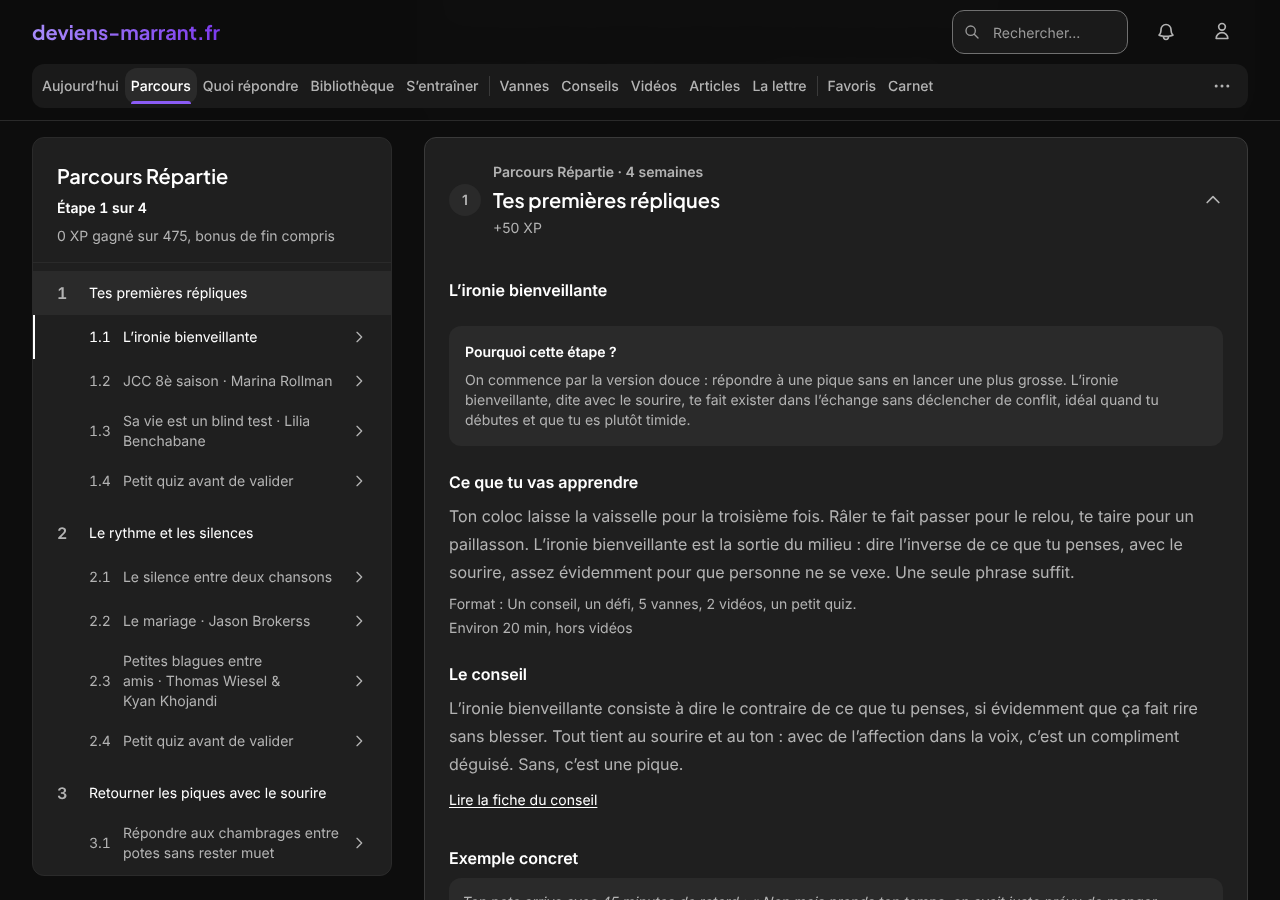 deviens-marrant.fr
Rechercher...
Aujourd’hui Parcours Quoi répondre Bibliothèque S’entraîner Vannes Conseils Vidéos Articles La lettre Favoris Carnet
Parcours Répartie
Étape 1 sur 4
0 XP gagné sur 475, bonus de fin compris
1 Tes premières répliques
1.1 L’ironie bienveillante
1.2 JCC 8è saison · Marina Rollman
1.3 Sa vie est un blind test · Lilia
Benchabane
1.4 Petit quiz avant de valider
2 Le rythme et les silences
2.1 Le silence entre deux chansons
2.2 Le mariage · Jason Brokerss
2.3 Petites blagues entre
amis · Thomas Wiesel &
Kyan Khojandi
2.4 Petit quiz avant de valider
3 Retourner les piques avec le sourire
3.1 Répondre aux chambrages entre
potes sans rester muet
Parcours Répartie · 4 semaines
1 Tes premières répliques
+50 XP
L’ironie bienveillante
Pourquoi cette étape ?
On commence par la version douce : répondre à une pique sans en lancer une plus grosse. L’ironie
bienveillante, dite avec le sourire, te fait exister dans l’échange sans déclencher de conflit, idéal quand tu
débutes et que tu es plutôt timide.
Ce que tu vas apprendre
Ton coloc laisse la vaisselle pour la troisième fois. Râler te fait passer pour le relou, te taire pour un
paillasson. L’ironie bienveillante est la sortie du milieu : dire l’inverse de ce que tu penses, avec le
sourire, assez évidemment pour que personne ne se vexe. Une seule phrase suffit.
Format : Un conseil, un défi, 5 vannes, 2 vidéos, un petit quiz.
Environ 20 min, hors vidéos
Le conseil
L’ironie bienveillante consiste à dire le contraire de ce que tu penses, si évidemment que ça fait rire
sans blesser. Tout tient au sourire et au ton : avec de l’affection dans la voix, c’est un compliment
déguisé. Sans, c’est une pique.
Lire la fiche du conseil
Exemple concret